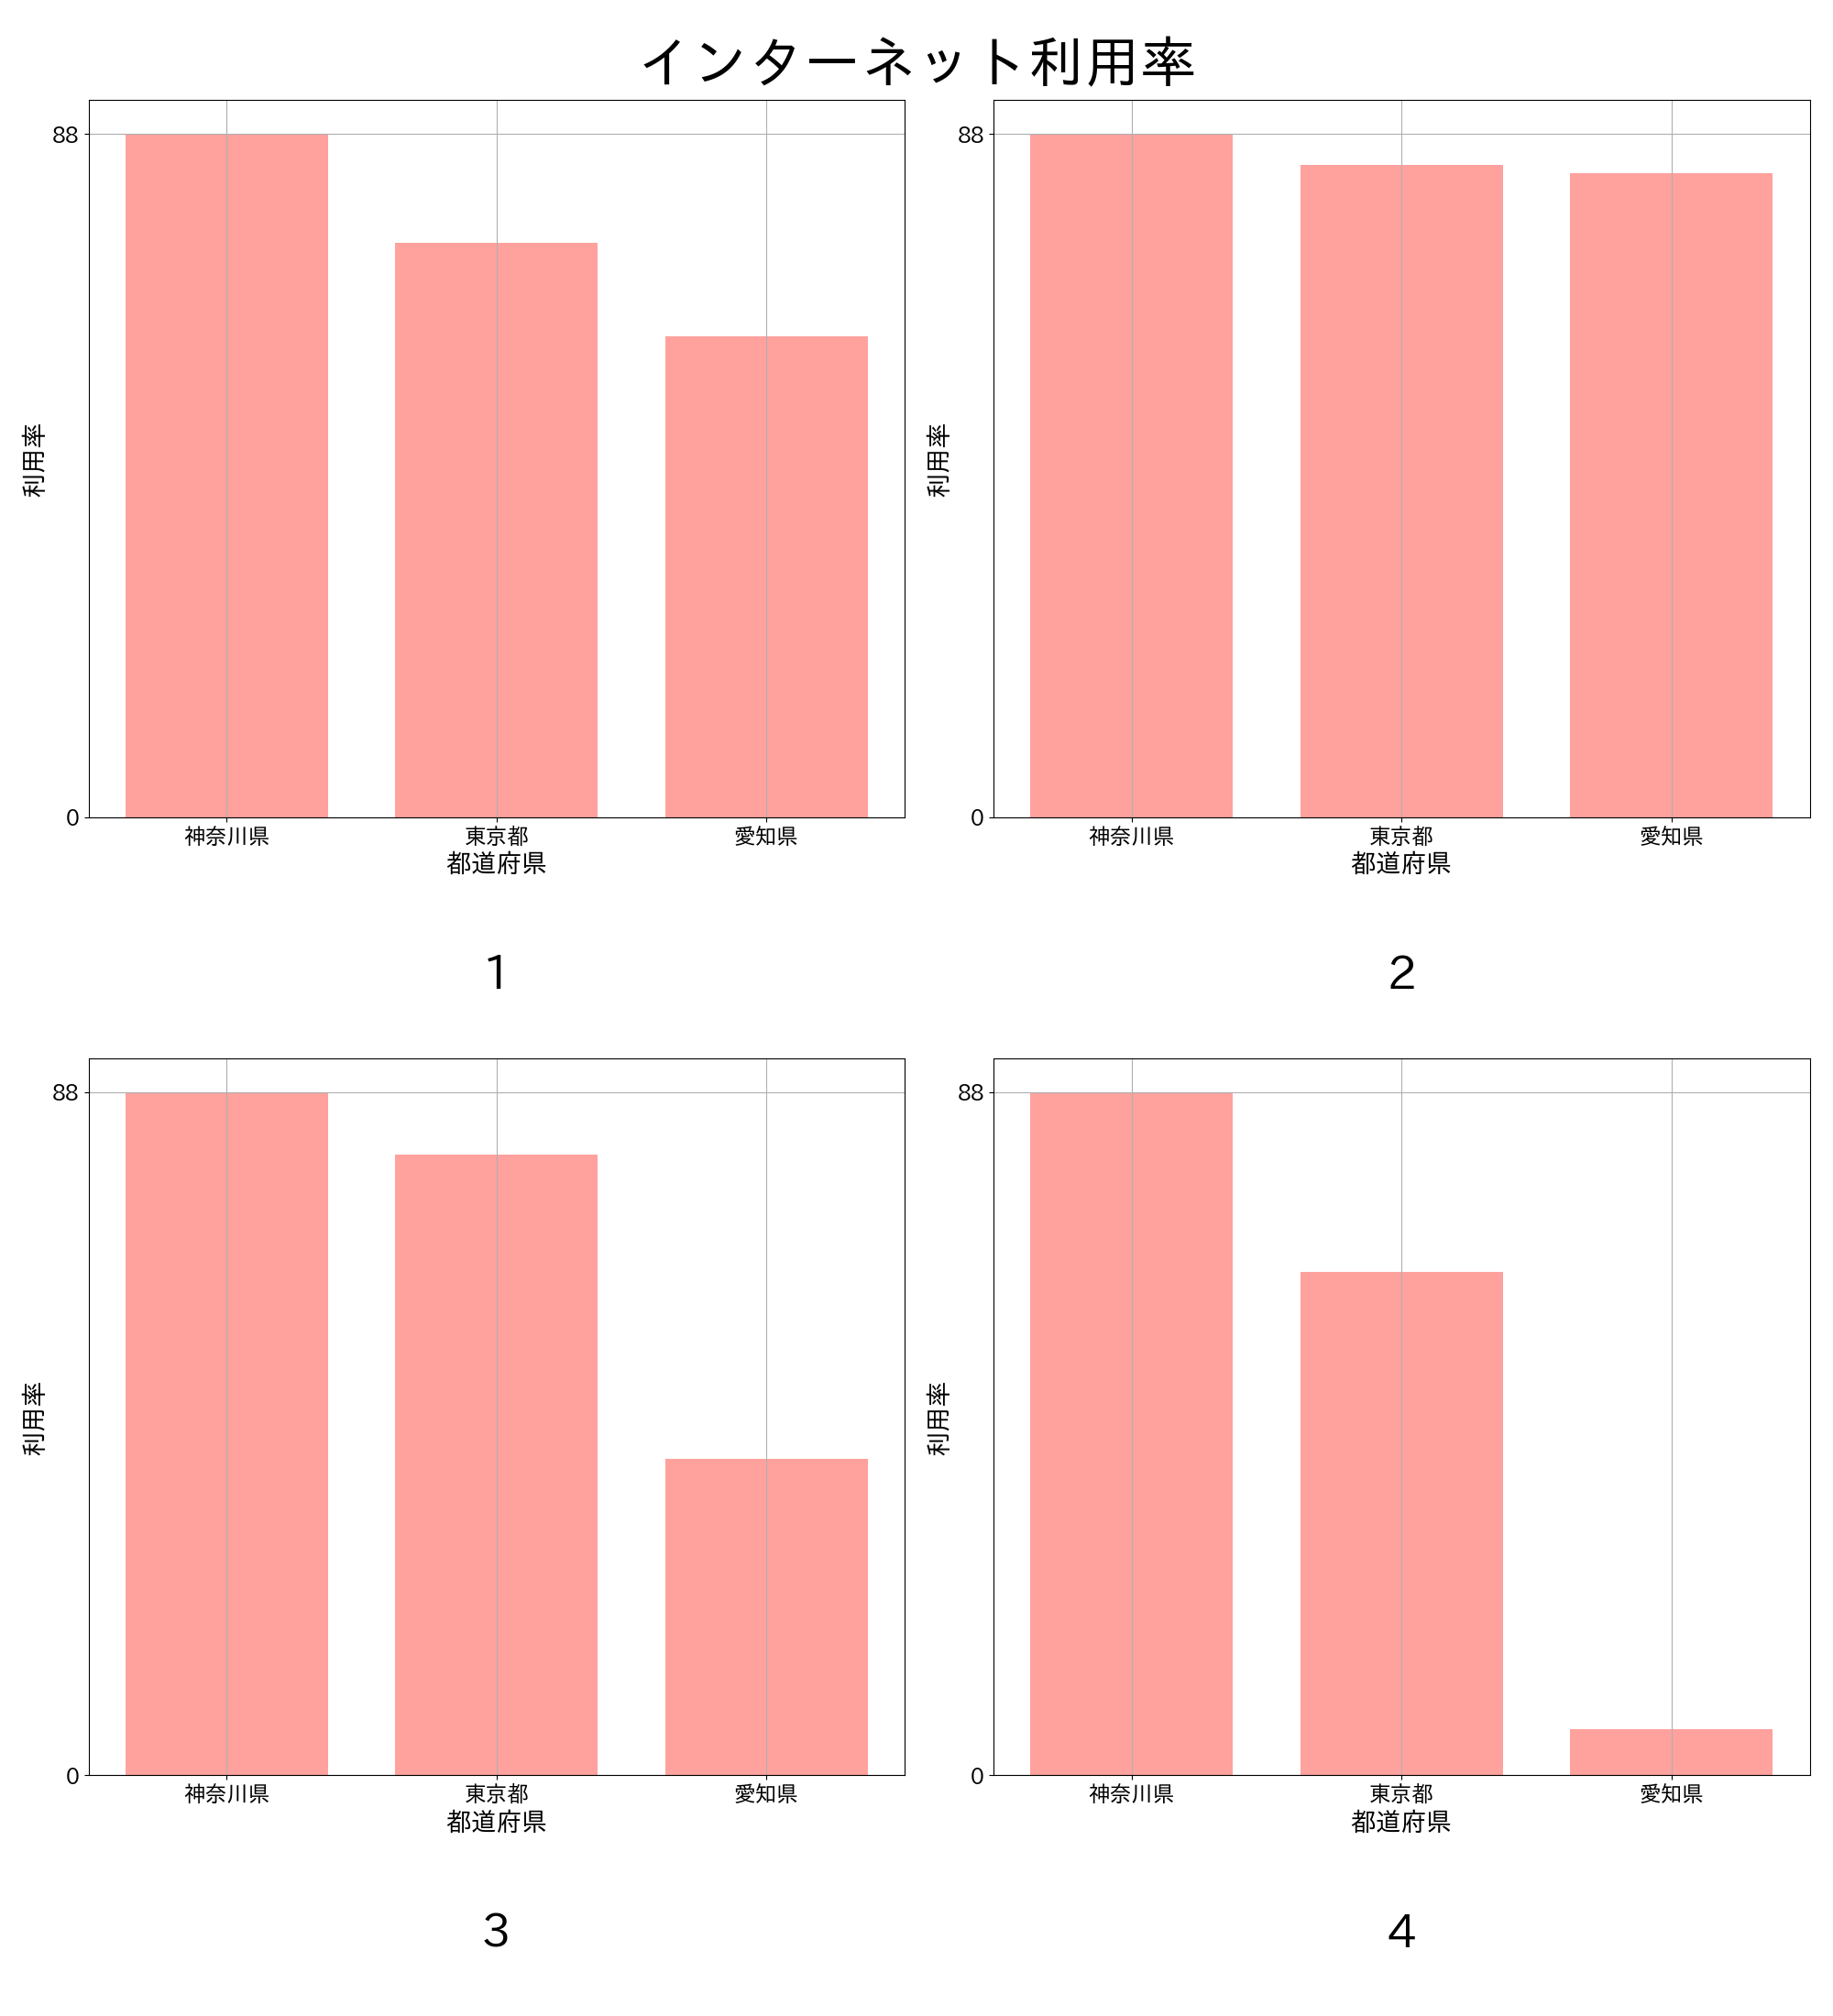 インターネット利用率
88
0
利用率
神奈川県 東京都 愛知県
都道府県
1
88
0
利用率
神奈川県 東京都 愛知県
都道府県
2
88
0
利用率
神奈川県 東京都 愛知県
都道府県
3
88
0
利用率
神奈川県 東京都 愛知県
都道府県
4